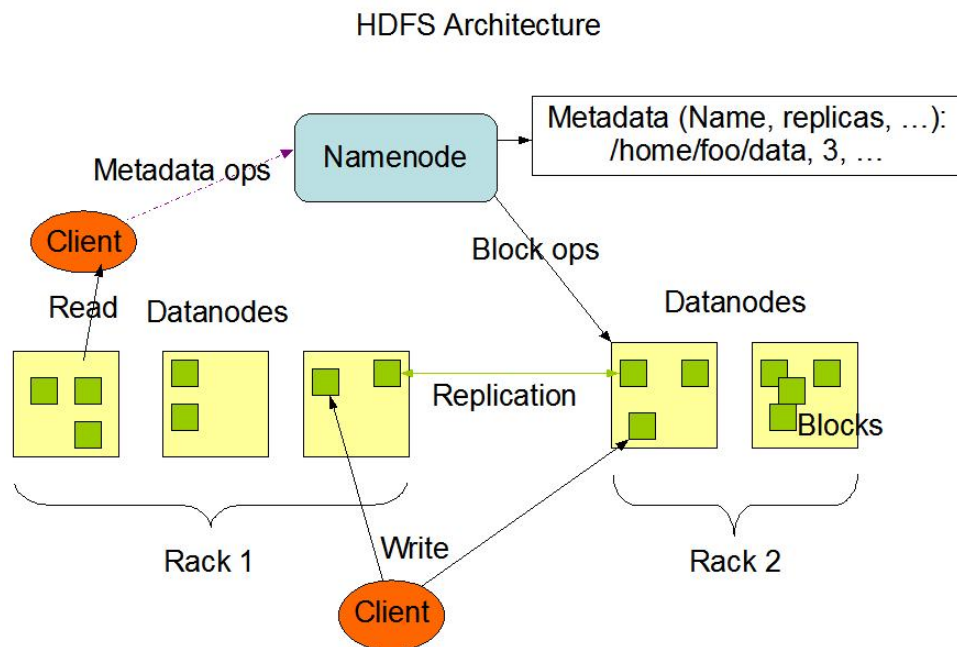 HDFS Architecture
Metadata (Name, replicas, …):
/home/foo/data, 3, …
Namenode
Metadata ops
Client
Block ops
Read
Datanodes
Datanodes
Replication
Blocks
Rack 1
Write
Rack 2
Client